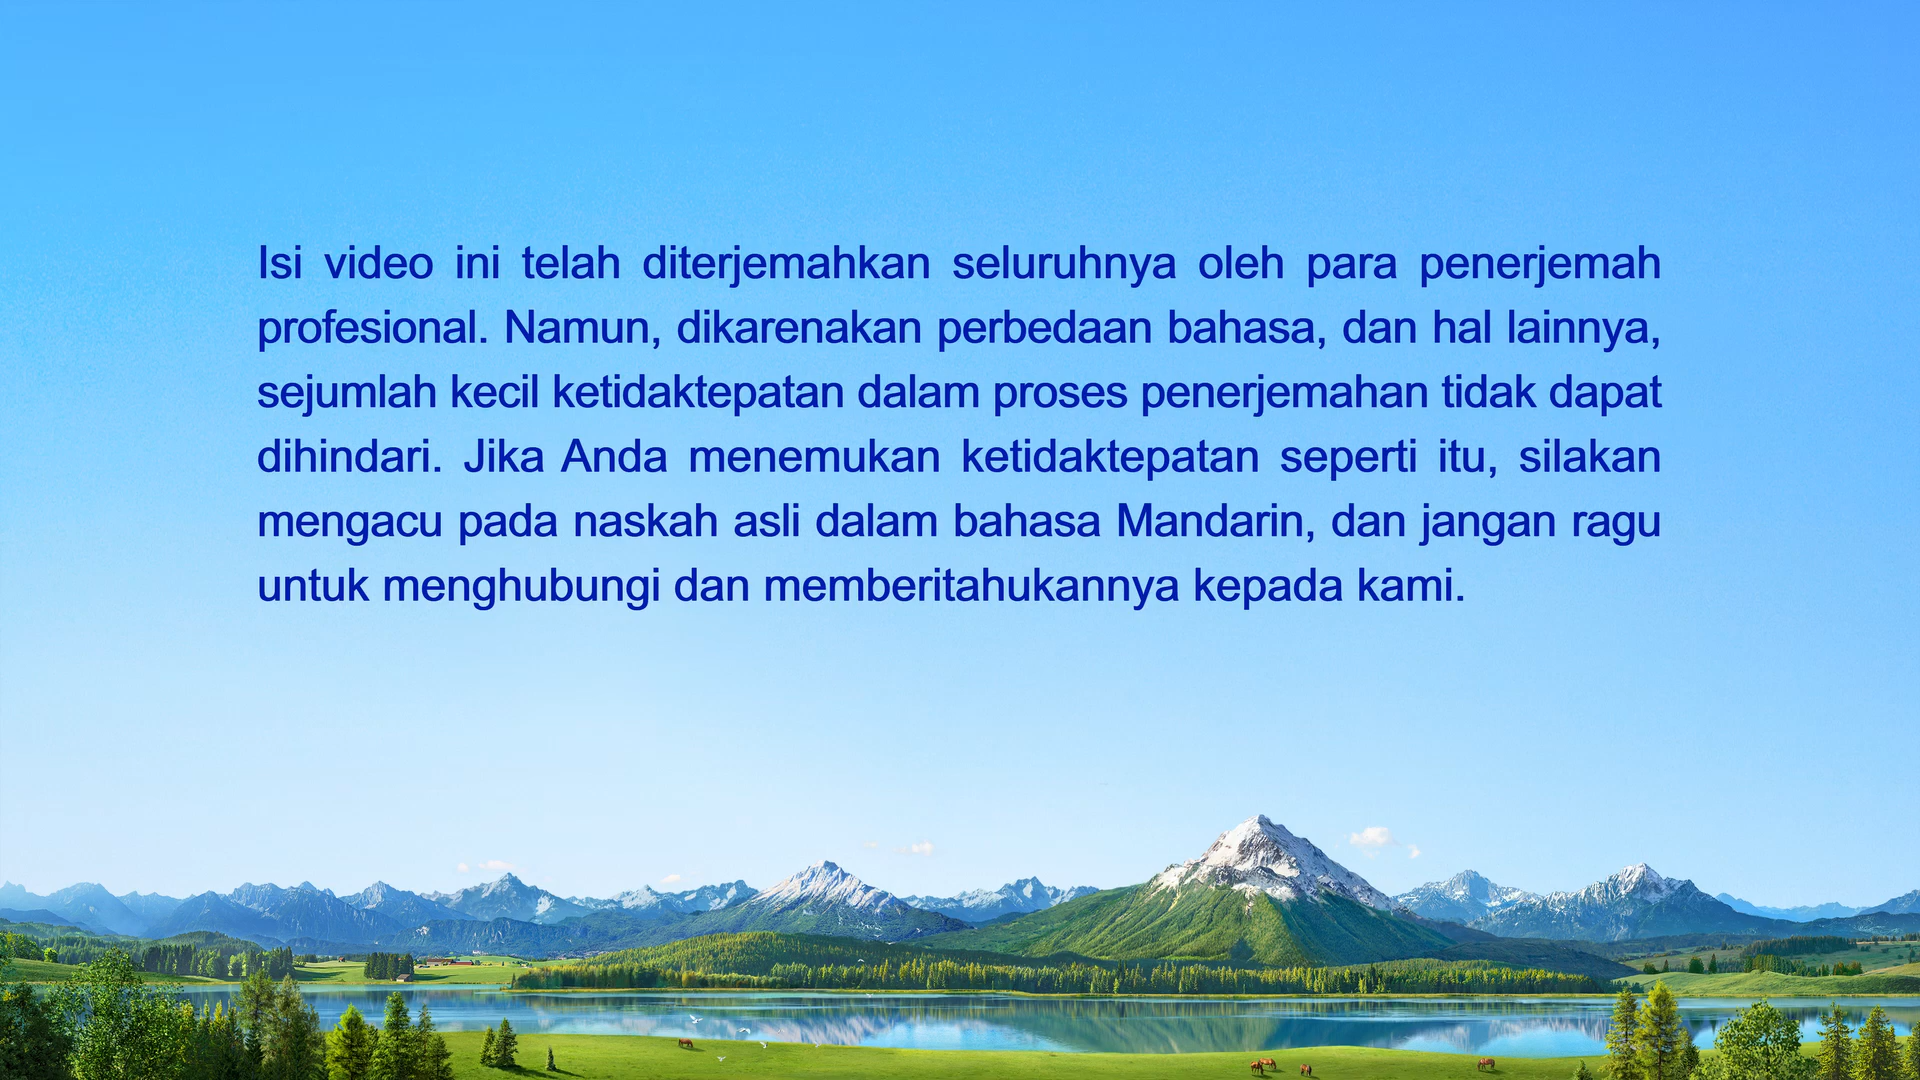 Isi video ini telah diterjemahkan seluruhnya oleh para penerjemah
profesional. Namun, dikarenakan perbedaan bahasa, dan hal lainnya,
sejumlah kecil ketidaktepatan dalam proses penerjemahan tidak dapat
dihindari. Jika Anda menemukan ketidaktepatan seperti itu, silakan
mengacu pada naskah asli dalam bahasa Mandarin, dan jangan ragu
untuk menghubungi dan memberitahukannya kepada kami.